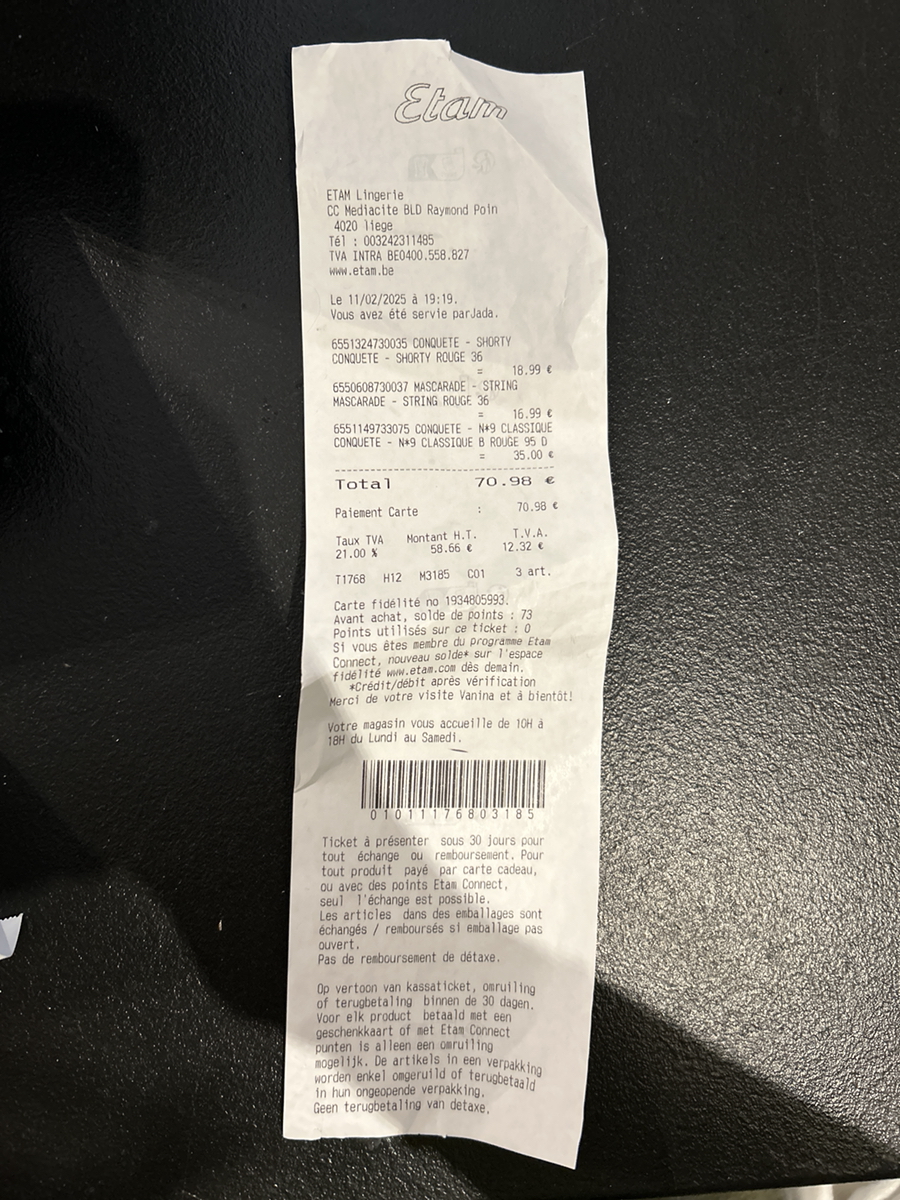 Etam
ETAM Lingerie
CC Mediacite BLD Raymond Poin
4020 liege
Tél : 003242311485
TVA INTRA BE0400.558.827
www.etam.be
Le 11/02/2025 à 19:19.
Vous avez été servie parJada.
6551324730035 CONQUETE - SHORTY
CONQUETE - SHORTY ROUGE 36
= 18.99 €
6550608730037 MASCARADE - STRING
MASCARADE - STRING ROUGE 36
= 16.99 €
6551149733075 CONQUETE - N*9 CLASSIQUE
CONQUETE - N*9 CLASSIQUE B ROUGE 95 D
= 35.00 €
Total 70.98 €
Paiement Carte : 70.98 €
Taux TVA Montant H.T. T.V.A.
21.00 % 58.66 € 12.32 €
T1768 H12 M3185 C01 3 art.
Carte fidélité no 1934805993.
Avant achat, solde de points : 73
Points utilisés sur ce ticket : 0
Si vous êtes membre du programme Etam
Connect, nouveau solde* sur l'espace
fidélité www.etam.com dès demain.
*Crédit/débit après vérification
Merci de votre visite Vanina et à bientôt!
Votre magasin vous accueille de 10H à
18H du Lundi au Samedi.
01011176803185
Ticket à présenter sous 30 jours pour
tout échange ou remboursement. Pour
tout produit payé par carte cadeau,
ou avec des points Etam Connect,
seul l'échange est possible.
Les articles dans des emballages sont
échangés / remboursés si emballage pas
ouvert.
Pas de remboursement de détaxe.
Op vertoon van kassaticket, omruiling
of terugbetaling binnen de 30 dagen.
Voor elk product betaald met een
geschenkkaart of met Etam Connect
punten is alleen een omruiling
mogelijk. De artikels in een verpakking
worden enkel omgeruild of terugbetaald
in hun ongeopende verpakking.
Geen terugbetaling van detaxe.